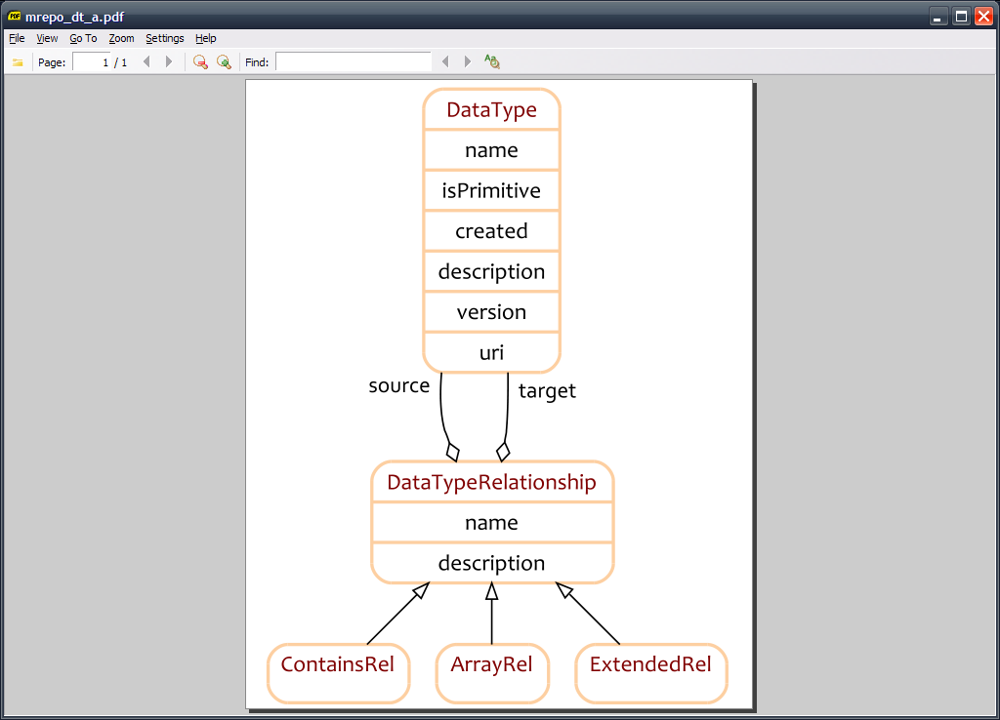 mrepo_dt_a.pdf
File View Go To Zoom Settings Help
Page: 1 / 1 Find:
DataType
name
isPrimitive
created
description
version
uri
source target
DataTypeRelationship
name
description
ContainsRel ArrayRel ExtendedRel